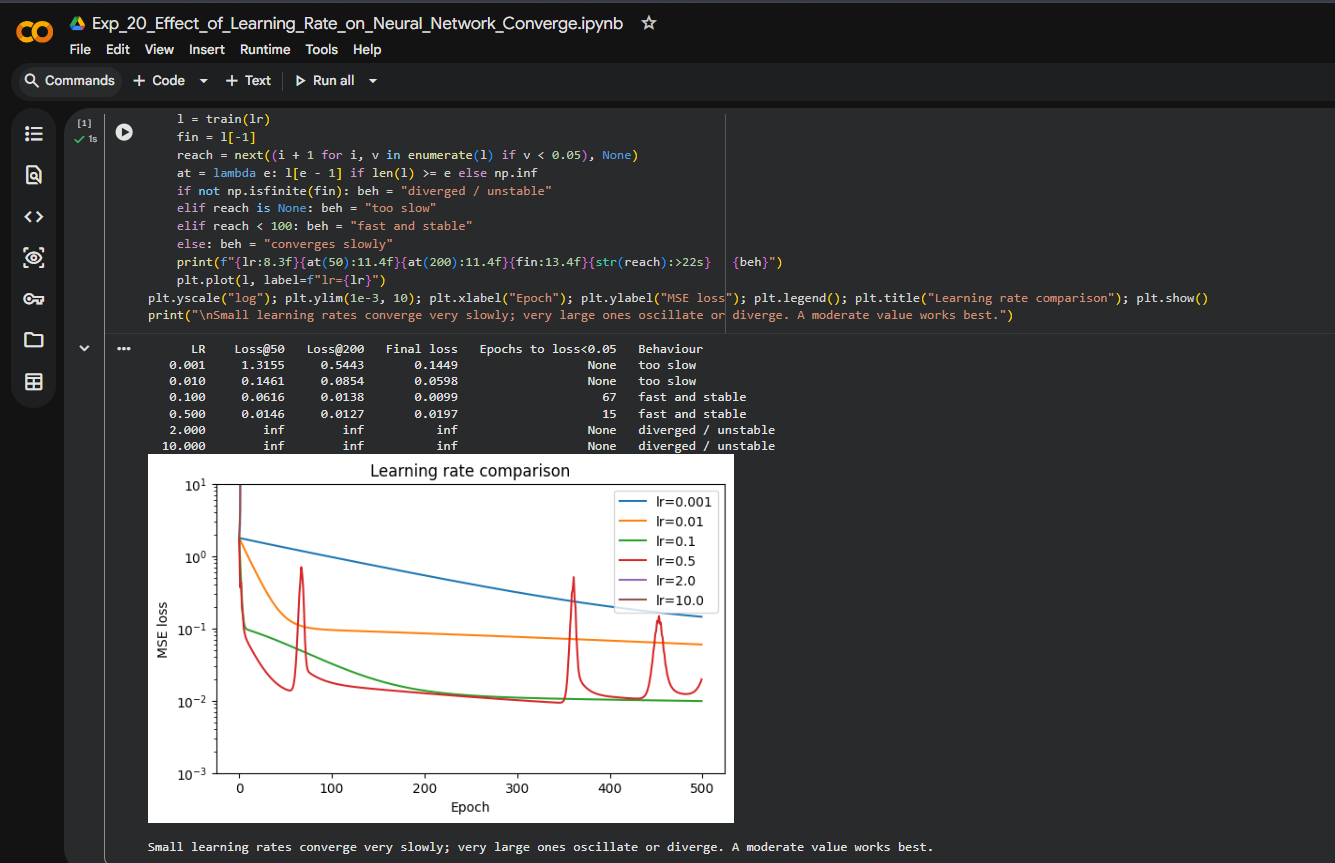 Exp_20_Effect_of_Learning_Rate_on_Neural_Network_Converge.ipynb
File Edit View Insert Runtime Tools Help
Commands + Code + Text Run all
[1]
1s
l = train(lr)
fin = l[-1]
reach = next((i + 1 for i, v in enumerate(l) if v < 0.05), None)
at = lambda e: l[e - 1] if len(l) >= e else np.inf
if not np.isfinite(fin): beh = "diverged / unstable"
elif reach is None: beh = "too slow"
elif reach < 100: beh = "fast and stable"
else: beh = "converges slowly"
print(f"{lr:8.3f}{at(50):11.4f}{at(200):11.4f}{fin:13.4f}{str(reach):>22s}   {beh}")
plt.plot(l, label=f"lr={lr}")
plt.yscale("log"); plt.ylim(1e-3, 10); plt.xlabel("Epoch"); plt.ylabel("MSE loss"); plt.legend(); plt.title("Learning rate comparison"); plt.show()
print("\nSmall learning rates converge very slowly; very large ones oscillate or diverge. A moderate value works best.")
LR Loss@50 Loss@200 Final loss Epochs to loss<0.05 Behaviour
0.001 1.3155 0.5443 0.1449 None too slow
0.010 0.1461 0.0854 0.0598 None too slow
0.100 0.0616 0.0138 0.0099 67 fast and stable
0.500 0.0146 0.0127 0.0197 15 fast and stable
2.000 inf inf inf None diverged / unstable
10.000 inf inf inf None diverged / unstable
Learning rate comparison
10¹
10⁰
10⁻¹
10⁻²
10⁻³
MSE loss
lr=0.001
lr=0.01
lr=0.1
lr=0.5
lr=2.0
lr=10.0
0 100 200 300 400 500
Epoch
Small learning rates converge very slowly; very large ones oscillate or diverge. A moderate value works best.